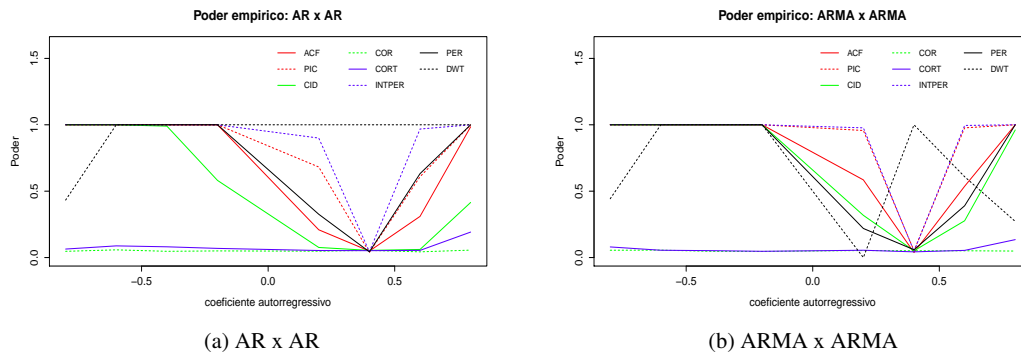 Poder empirico: AR x AR
ACF COR PER
PIC CORT DWT
CID INTPER
Poder
1.5
1.0
0.5
0.0
−0.5 0.0 0.5
coeficiente autorregressivo
(a) AR x AR
Poder empirico: ARMA x ARMA
ACF COR PER
PIC CORT DWT
CID INTPER
Poder
1.5
1.0
0.5
0.0
−0.5 0.0 0.5
coeficiente autorregressivo
(b) ARMA x ARMA